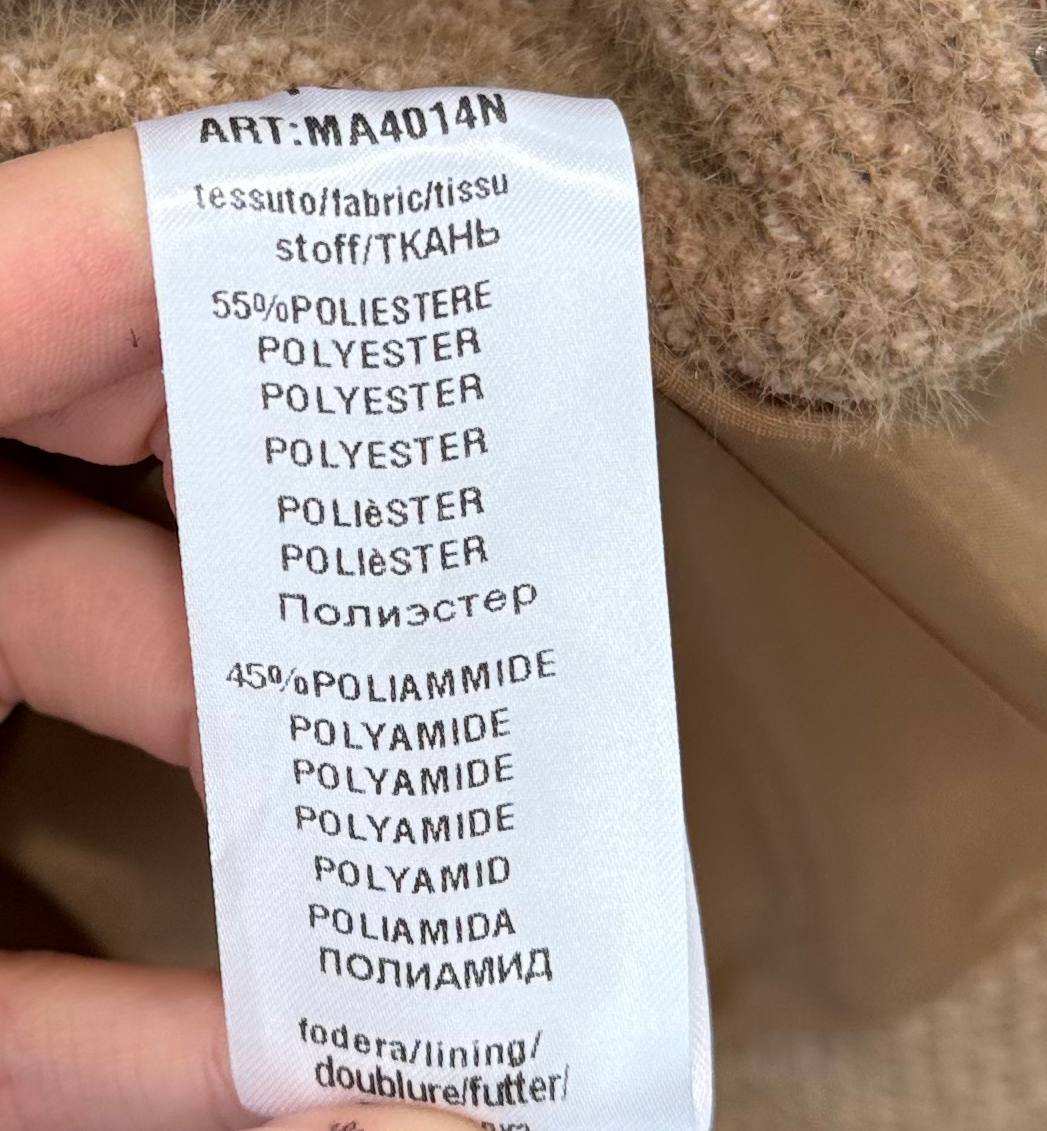 ART:MA4014N
tessuto/fabric/tissu
stoff/ТКАНЬ
55%POLIESTERE
POLYESTER
POLYESTER
POLYESTER
POLIèSTER
POLIèSTER
Полиэстер
45%POLIAMMIDE
POLYAMIDE
POLYAMIDE
POLYAMIDE
POLYAMID
POLIAMIDA
ПОЛИАМИД
fodera/lining/
doublure/futter/